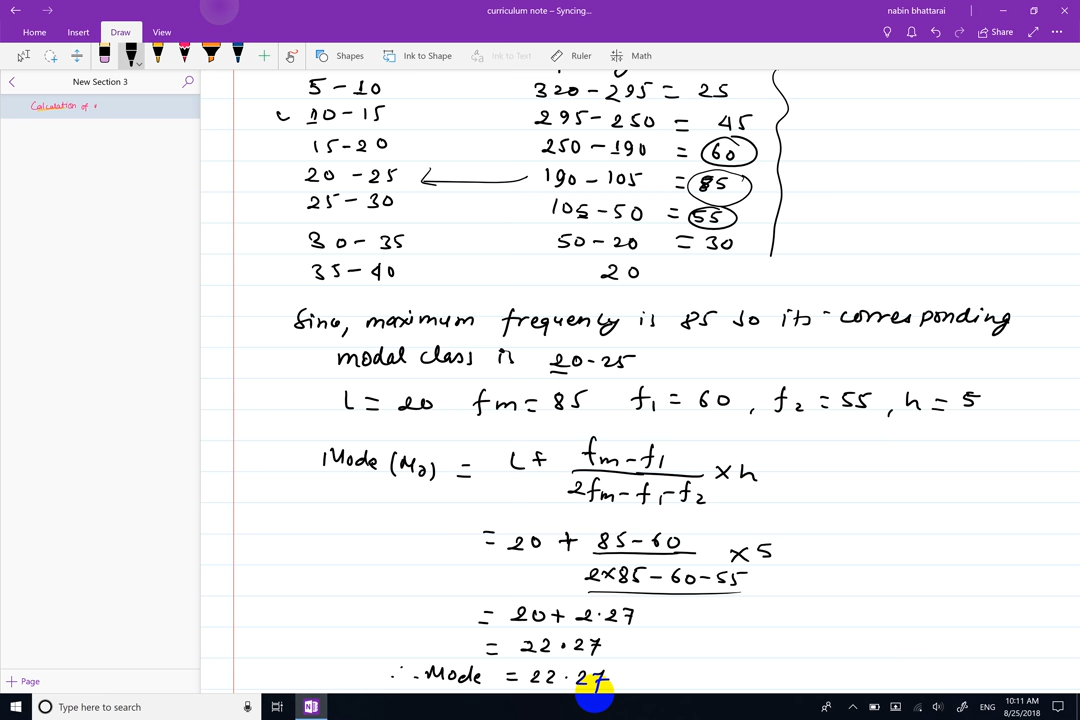 curriculum note – Syncing...
nabin bhattarai
Home Insert Draw View
Share
Shapes Ink to Shape Ink to Text Ruler Math
New Section 3
Calculation of
5 – 10 320 – 295 = 25
10 – 15 295 – 250 = 45
15 – 20 250 – 190 = 60
20 – 25 190 – 105 = 85
25 – 30 105 – 50 = 55
30 – 35 50 – 20 = 30
35 – 40 20
Sinc, maximum frequency is 85 so its corresponding
modal class is 20-25
L = 20 fm = 85 f1 = 60, f2 = 55, h = 5
Mode (Mo) = L + (fm – f1)/(2fm – f1 – f2) × h
= 20 + (85 – 60)/(2×85 – 60 – 55) × 5
= 20 + 2.27
= 22.27
∴ Mode = 22.27
+ Page
Type here to search
ENG
10:11 AM
8/25/2018